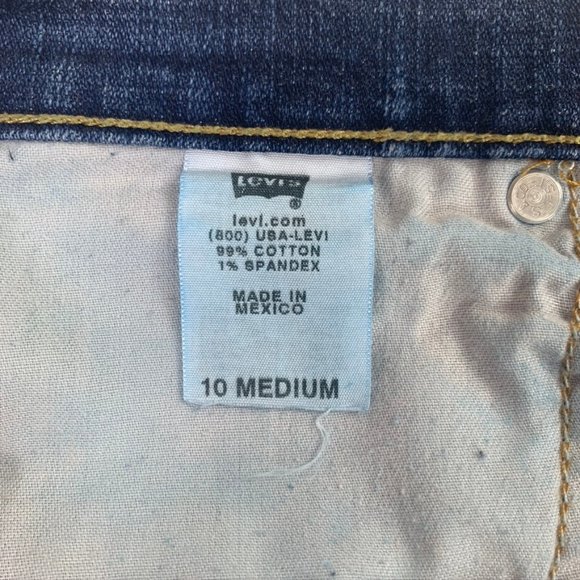 LEVI'S
®
levi.com
(800) USA-LEVI
99% COTTON
1% SPANDEX
MADE IN
MEXICO
10 MEDIUM